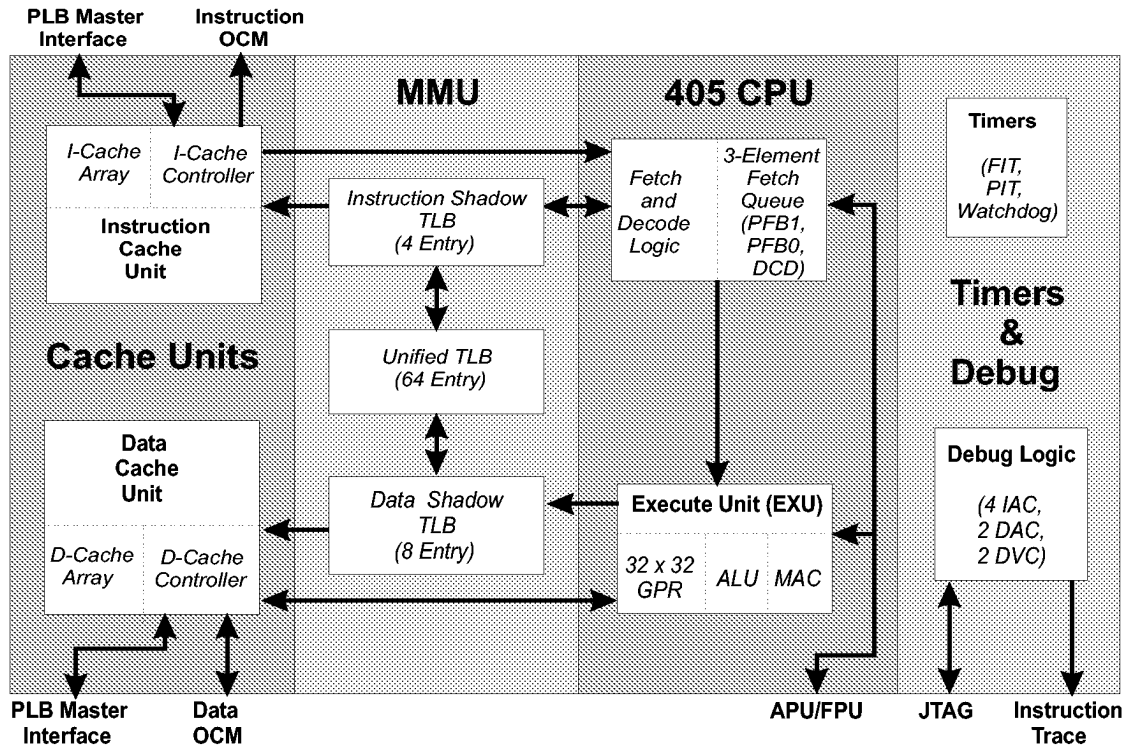 PLB Master
Interface
Instruction
OCM
MMU
405 CPU
I-Cache
Array
I-Cache
Controller
Instruction
Cache
Unit
Instruction Shadow
TLB
(4 Entry)
Fetch
and
Decode
Logic
3-Element
Fetch
Queue
(PFB1,
PFB0,
DCD)
Timers
(FIT,
PIT,
Watchdog)
Cache Units
Unified TLB
(64 Entry)
Timers
&
Debug
Data
Cache
Unit
D-Cache
Array
D-Cache
Controller
Data Shadow
TLB
(8 Entry)
Execute Unit (EXU)
32 x 32
GPR
ALU
MAC
Debug Logic
(4 IAC,
2 DAC,
2 DVC)
PLB Master
Interface
Data
OCM
APU/FPU
JTAG
Instruction
Trace